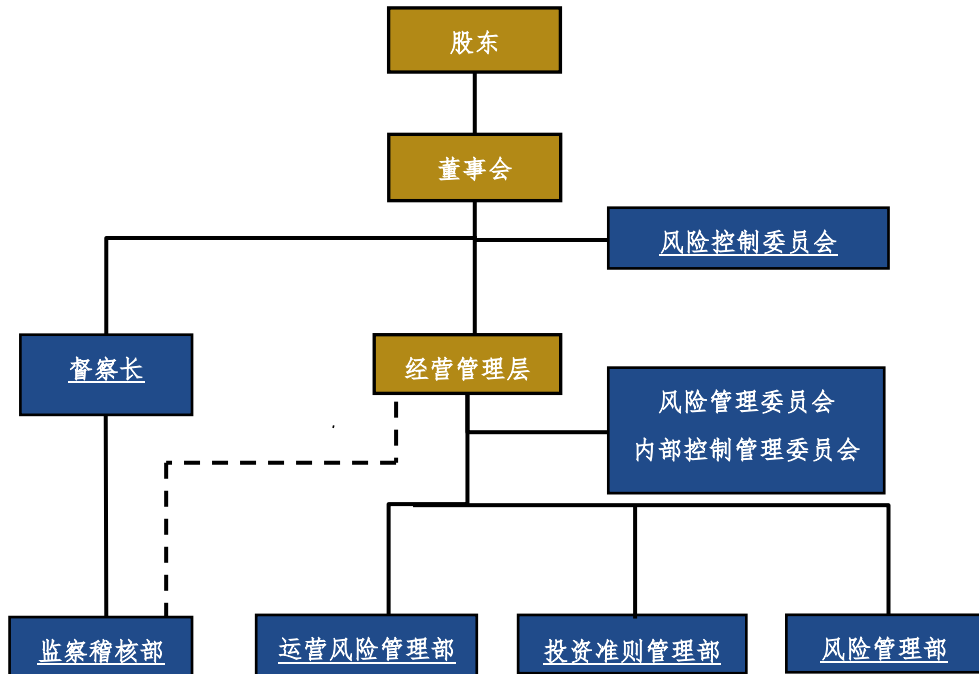 股东
董事会
风险控制委员会
督察长
经营管理层
风险管理委员会
内部控制管理委员会
监察稽核部
运营风险管理部
投资准则管理部
风险管理部